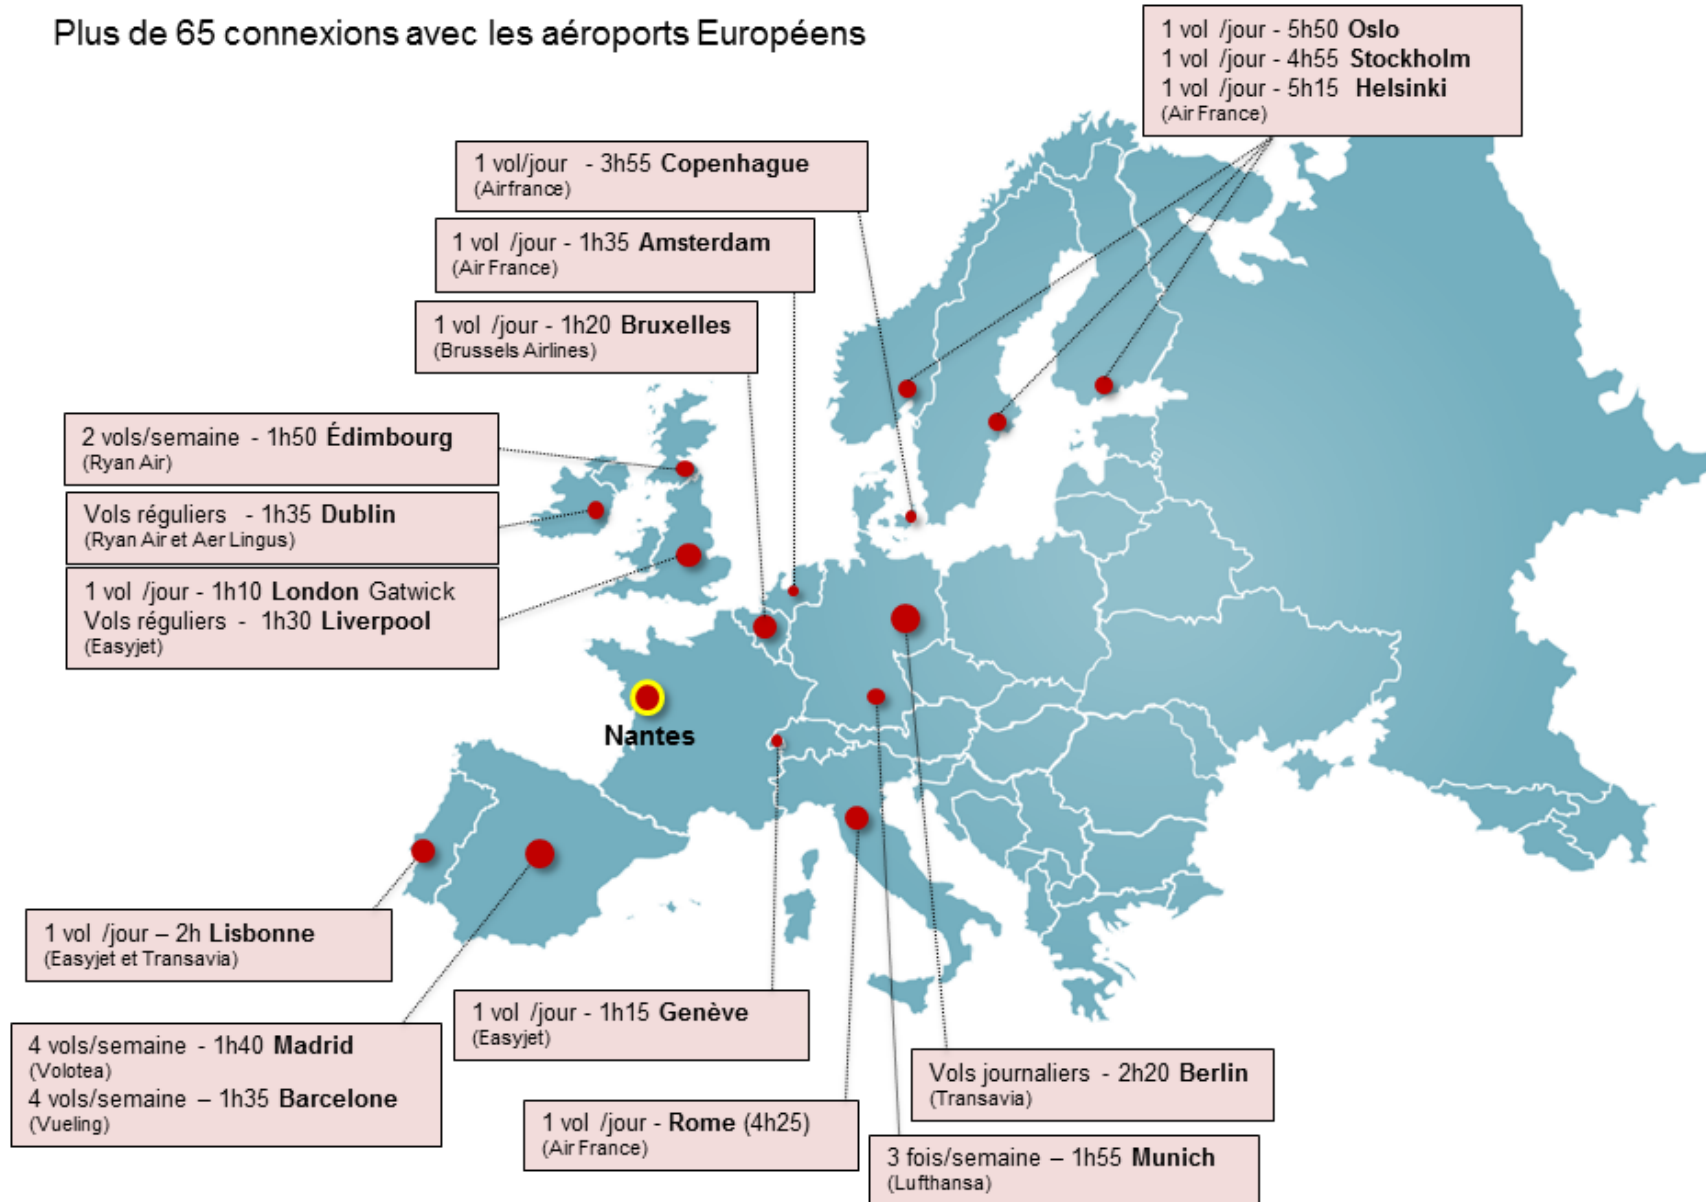 Plus de 65 connexions avec les aéroports Européens
1 vol /jour - 5h50 Oslo
1 vol /jour - 4h55 Stockholm
1 vol /jour - 5h15 Helsinki
(Air France)
1 vol/jour - 3h55 Copenhague
(Airfrance)
1 vol /jour - 1h35 Amsterdam
(Air France)
1 vol /jour - 1h20 Bruxelles
(Brussels Airlines)
2 vols/semaine - 1h50 Édimbourg
(Ryan Air)
Vols réguliers - 1h35 Dublin
(Ryan Air et Aer Lingus)
1 vol /jour - 1h10 London Gatwick
Vols réguliers - 1h30 Liverpool
(Easyjet)
Nantes
1 vol /jour – 2h Lisbonne
(Easyjet et Transavia)
4 vols/semaine - 1h40 Madrid
(Volotea)
4 vols/semaine – 1h35 Barcelone
(Vueling)
1 vol /jour - 1h15 Genève
(Easyjet)
1 vol /jour - Rome (4h25)
(Air France)
Vols journaliers - 2h20 Berlin
(Transavia)
3 fois/semaine – 1h55 Munich
(Lufthansa)